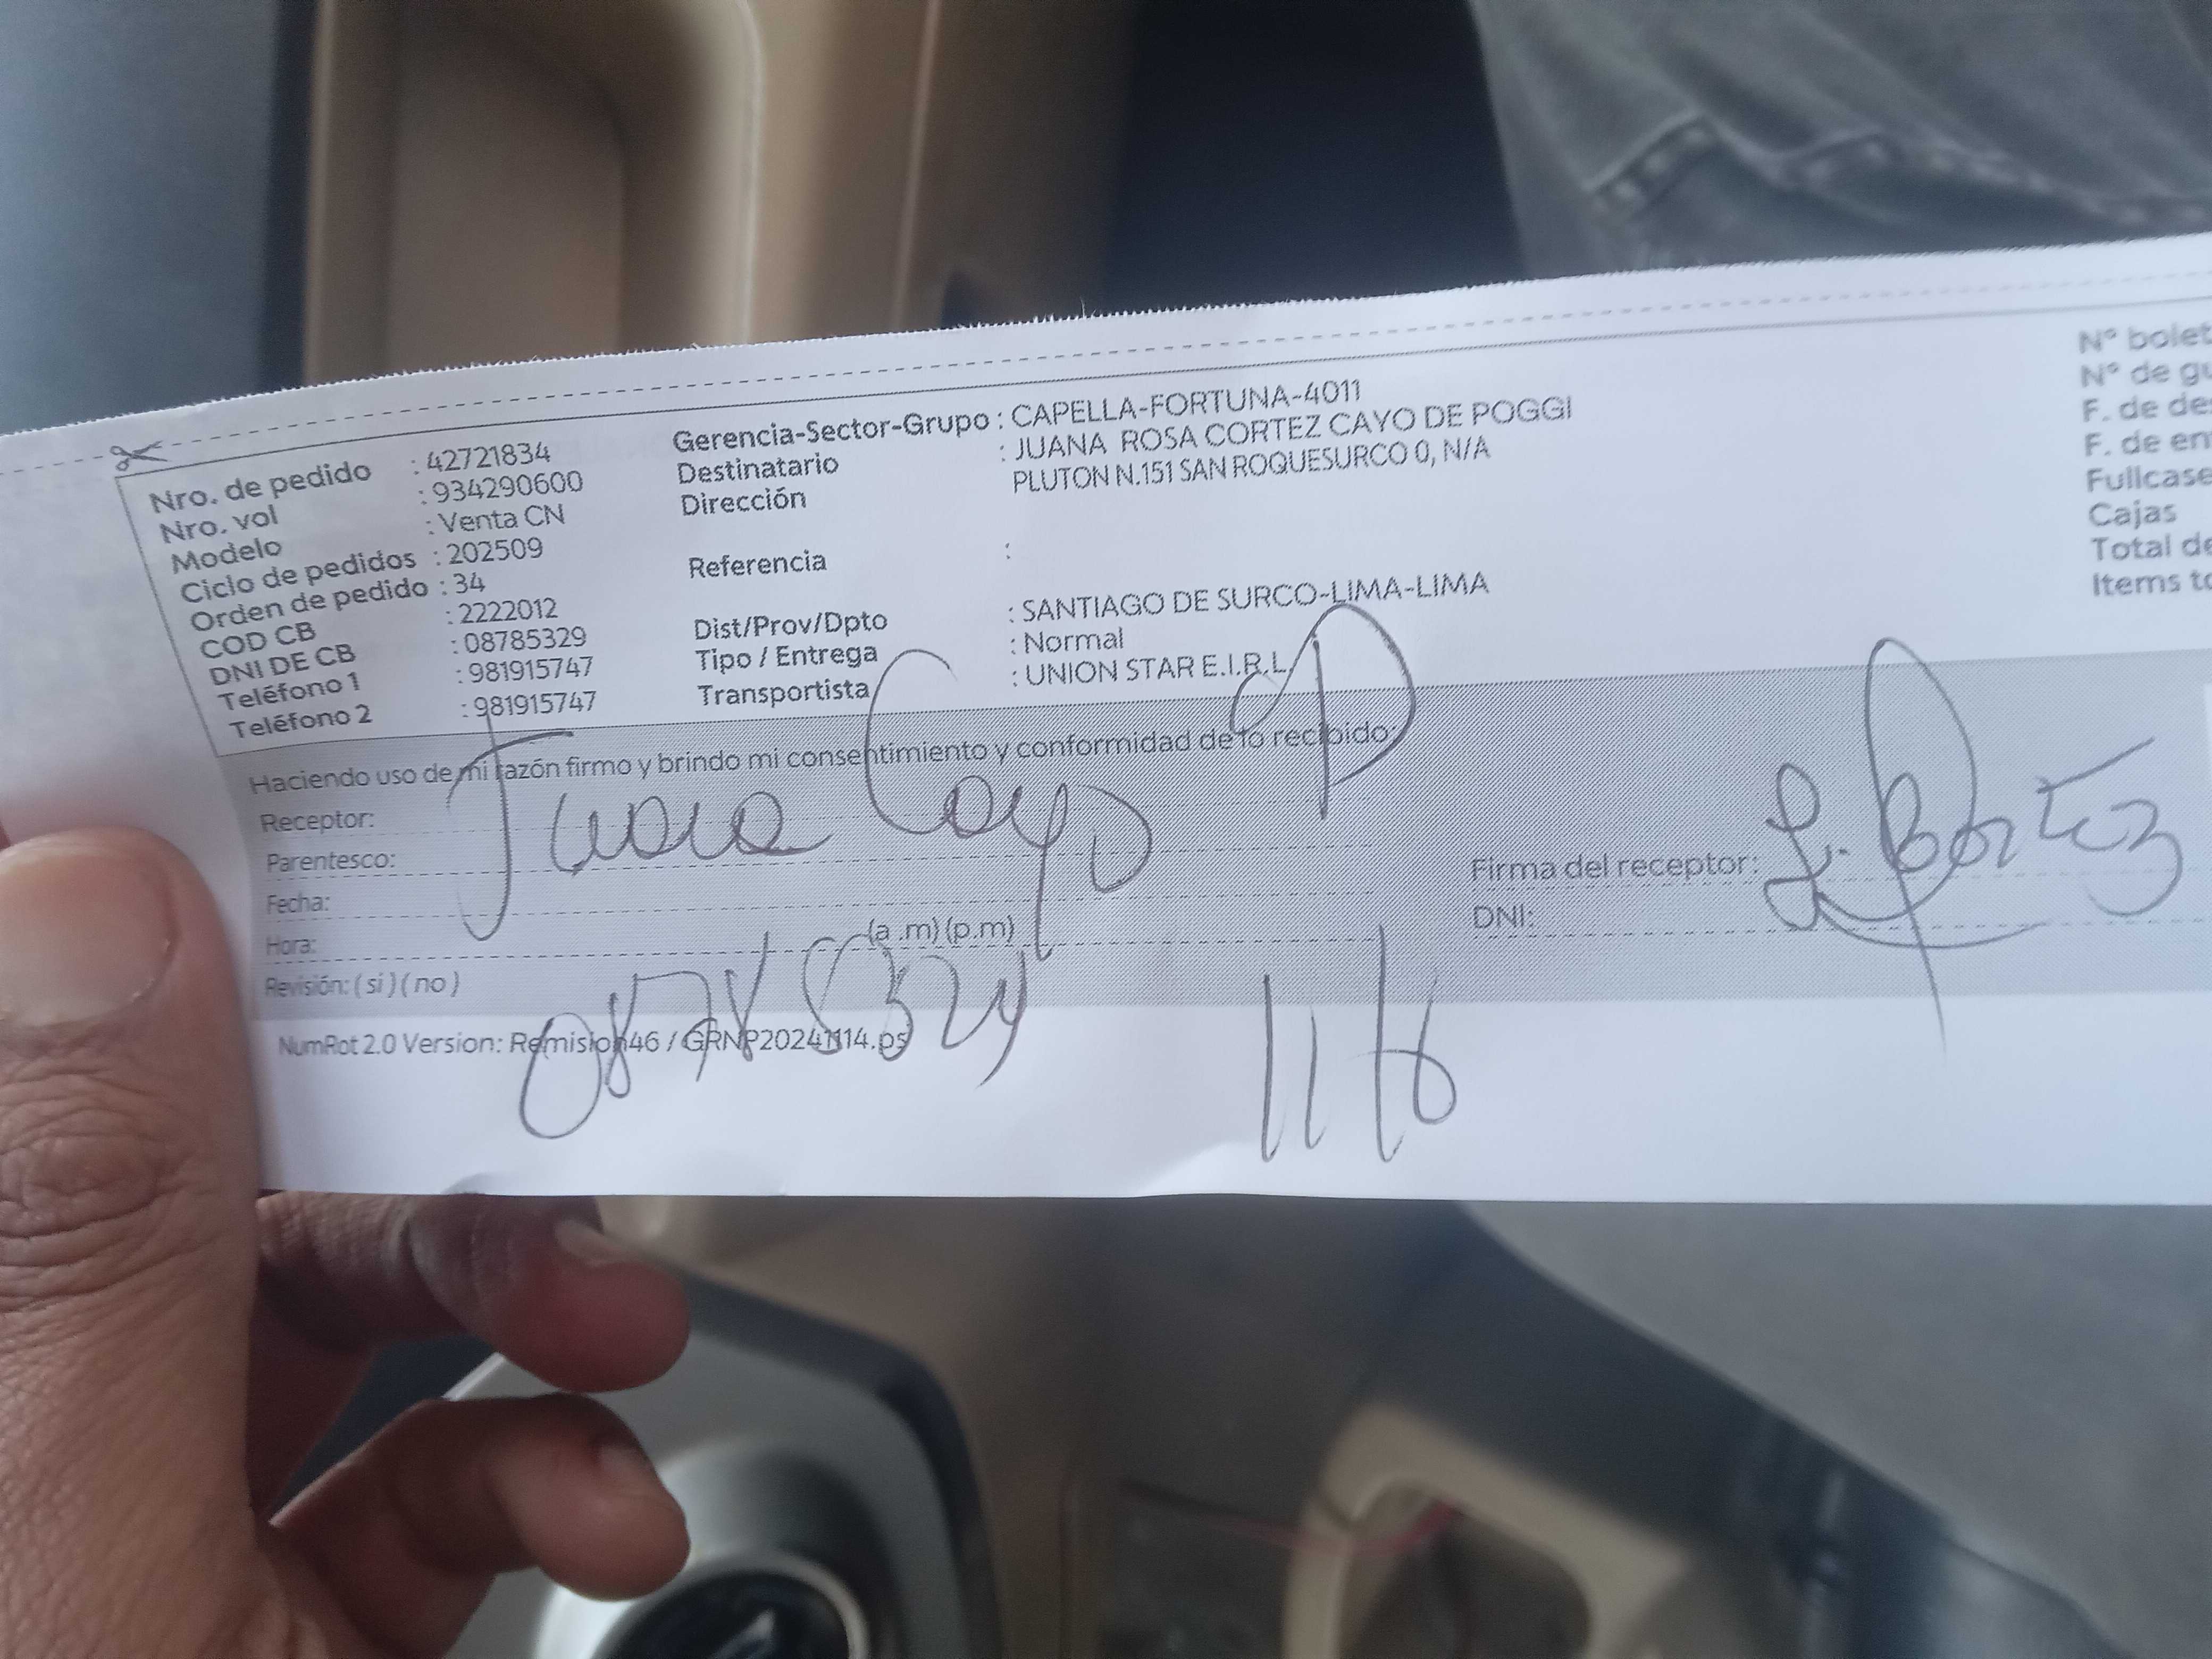 Nro. de pedido : 42721834
Nro. vol : 934290600
Modelo : Venta CN
Ciclo de pedidos : 202509
Orden de pedido : 34
COD CB : 2222012
DNI DE CB : 08785329
Teléfono 1 : 981915747
Teléfono 2 : 981915747
Gerencia-Sector-Grupo : CAPELLA-FORTUNA-4011
Destinatario : JUANA ROSA CORTEZ CAYO DE POGGI
Dirección PLUTON N.151 SAN ROQUESURCO 0, N/A
Referencia :
Dist/Prov/Dpto : SANTIAGO DE SURCO-LIMA-LIMA
Tipo / Entrega : Normal
Transportista : UNION STAR E.I.R.L
N° bolet
N° de gu
F. de de
F. de en
Fullcase
Cajas
Total de
Items to
Haciendo uso de mi razón firmo y brindo mi consentimiento y conformidad de lo recibido:
Receptor: Juana Cayo P
Parentesco:
Fecha:
Hora: (a .m) (p.m)
Revisión: ( si ) ( no )
Firma del receptor: Cortez
DNI:
11/6
NumRot 2.0 Version: Remision46 / GRNP20241114.ps